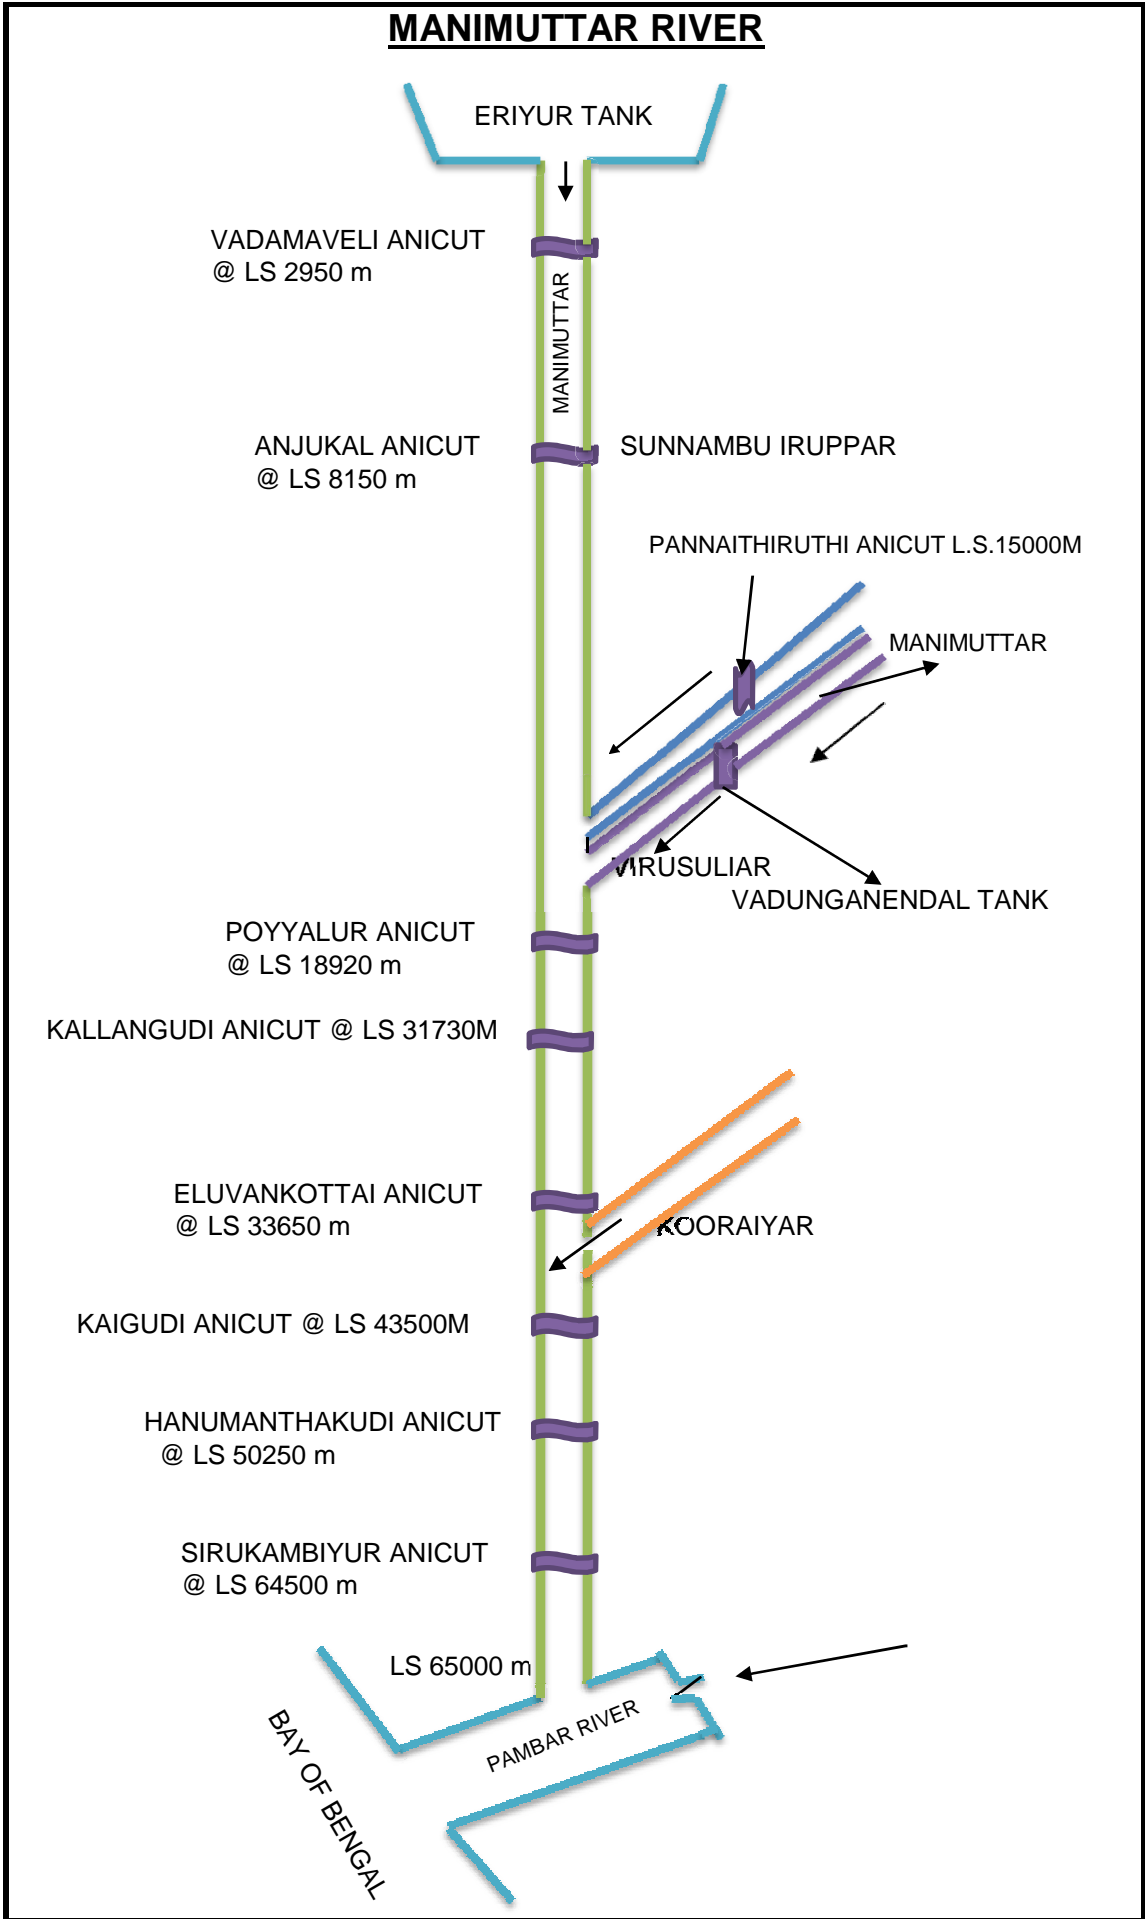 MANIMUTTAR RIVER
ERIYUR TANK
VADAMAVELI ANICUT
@ LS 2950 m
MANIMUTTAR
ANJUKAL ANICUT
@ LS 8150 m
SUNNAMBU IRUPPAR
PANNAITHIRUTHI ANICUT L.S.15000M
MANIMUTTAR
VIRUSULIAR
VADUNGANENDAL TANK
POYYALUR ANICUT
@ LS 18920 m
KALLANGUDI ANICUT @ LS 31730M
ELUVANKOTTAI ANICUT
@ LS 33650 m
KOORAIYAR
KAIGUDI ANICUT @ LS 43500M
HANUMANTHAKUDI ANICUT
@ LS 50250 m
SIRUKAMBIYUR ANICUT
@ LS 64500 m
LS 65000 m
PAMBAR RIVER
BAY OF BENGAL